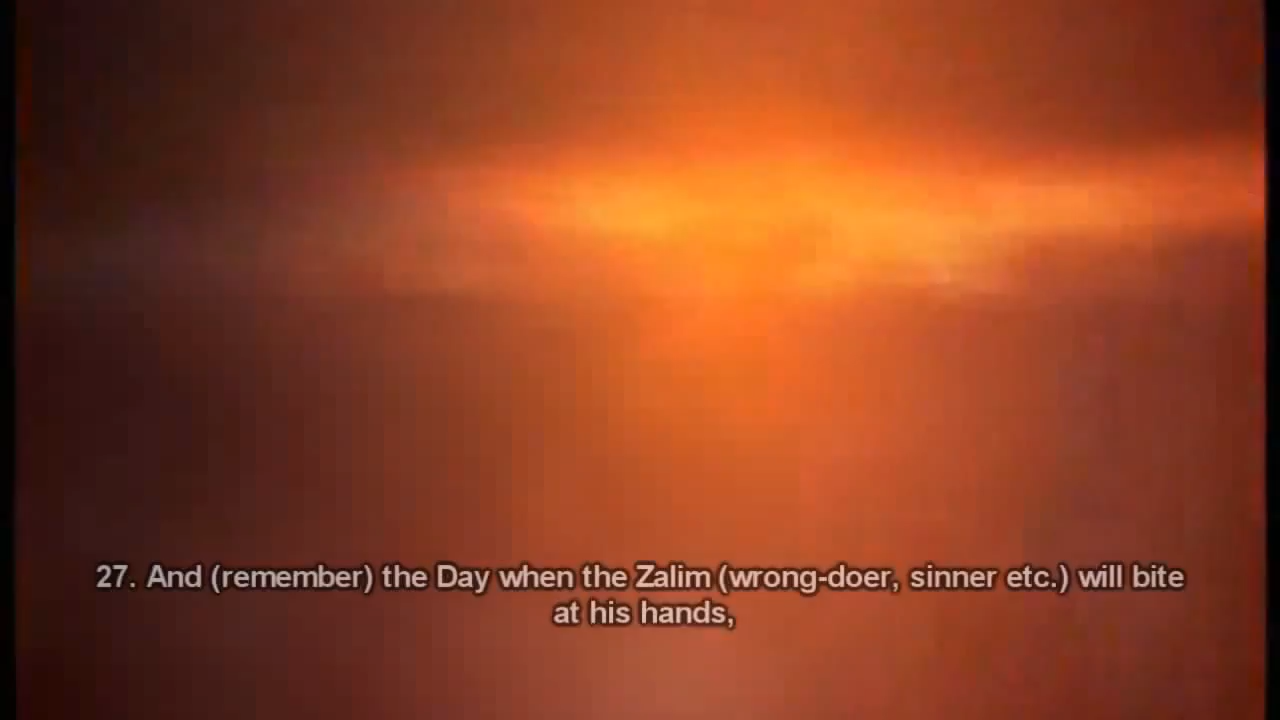 27. And (remember) the Day when the Zalim (wrong-doer, sinner etc.) will bite
at his hands,